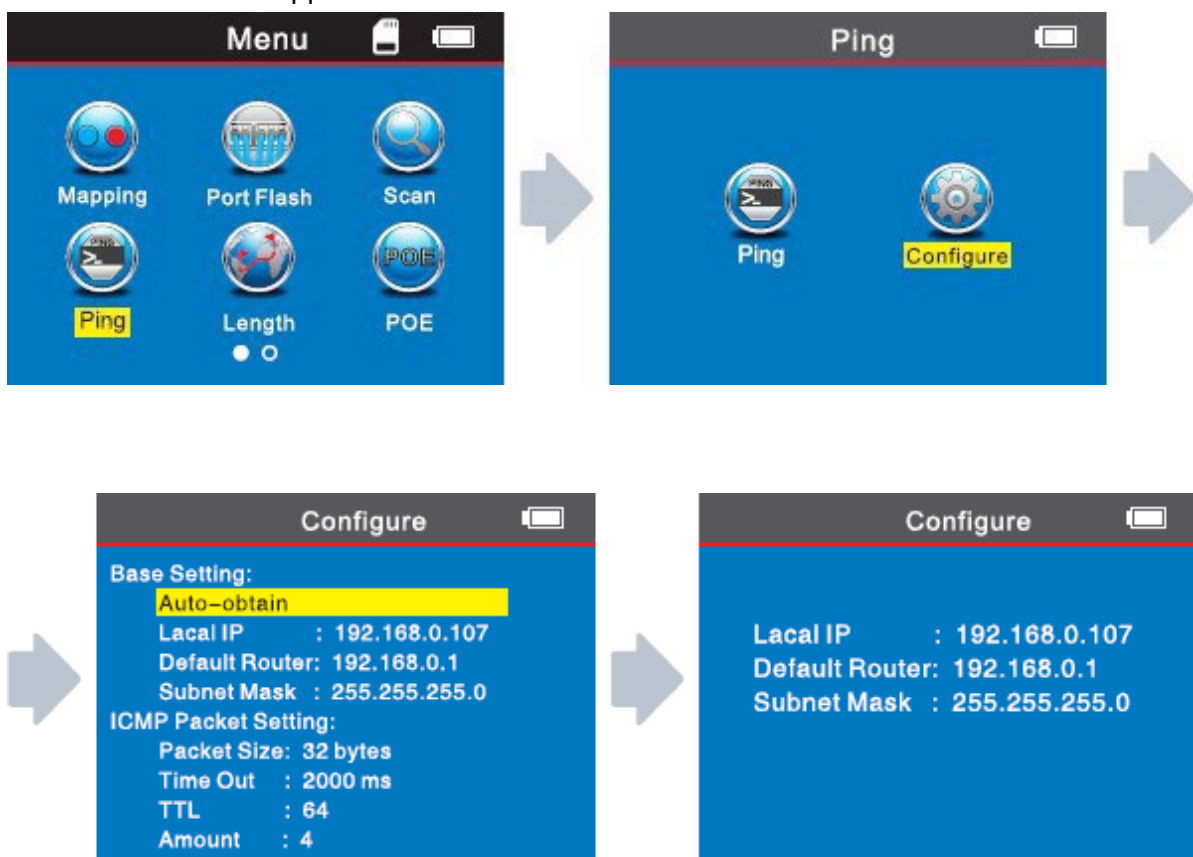 Menu
Mapping Port Flash Scan
PING POE
Ping Length POE
Ping
PING
Ping Configure
Configure
Base Setting:
Auto-obtain
Lacal IP : 192.168.0.107
Default Router: 192.168.0.1
Subnet Mask : 255.255.255.0
ICMP Packet Setting:
Packet Size: 32 bytes
Time Out : 2000 ms
TTL : 64
Amount : 4
Configure
Lacal IP : 192.168.0.107
Default Router: 192.168.0.1
Subnet Mask : 255.255.255.0